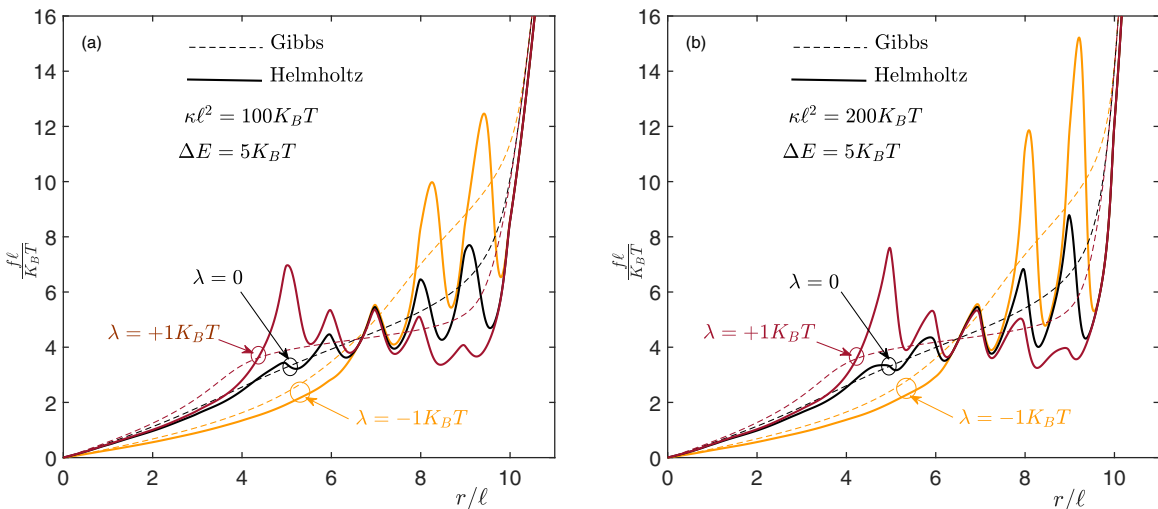 (a)
Gibbs
Helmholtz
κℓ² = 100K_BT
ΔE = 5K_BT
λ = 0
λ = +1K_BT
λ = −1K_BT
16
14
12
10
8
6
4
2
0
fℓ/K_BT
0 2 4 6 8 10
r/ℓ
(b)
Gibbs
Helmholtz
κℓ² = 200K_BT
ΔE = 5K_BT
λ = 0
λ = +1K_BT
λ = −1K_BT
16
14
12
10
8
6
4
2
0
fℓ/K_BT
0 2 4 6 8 10
r/ℓ